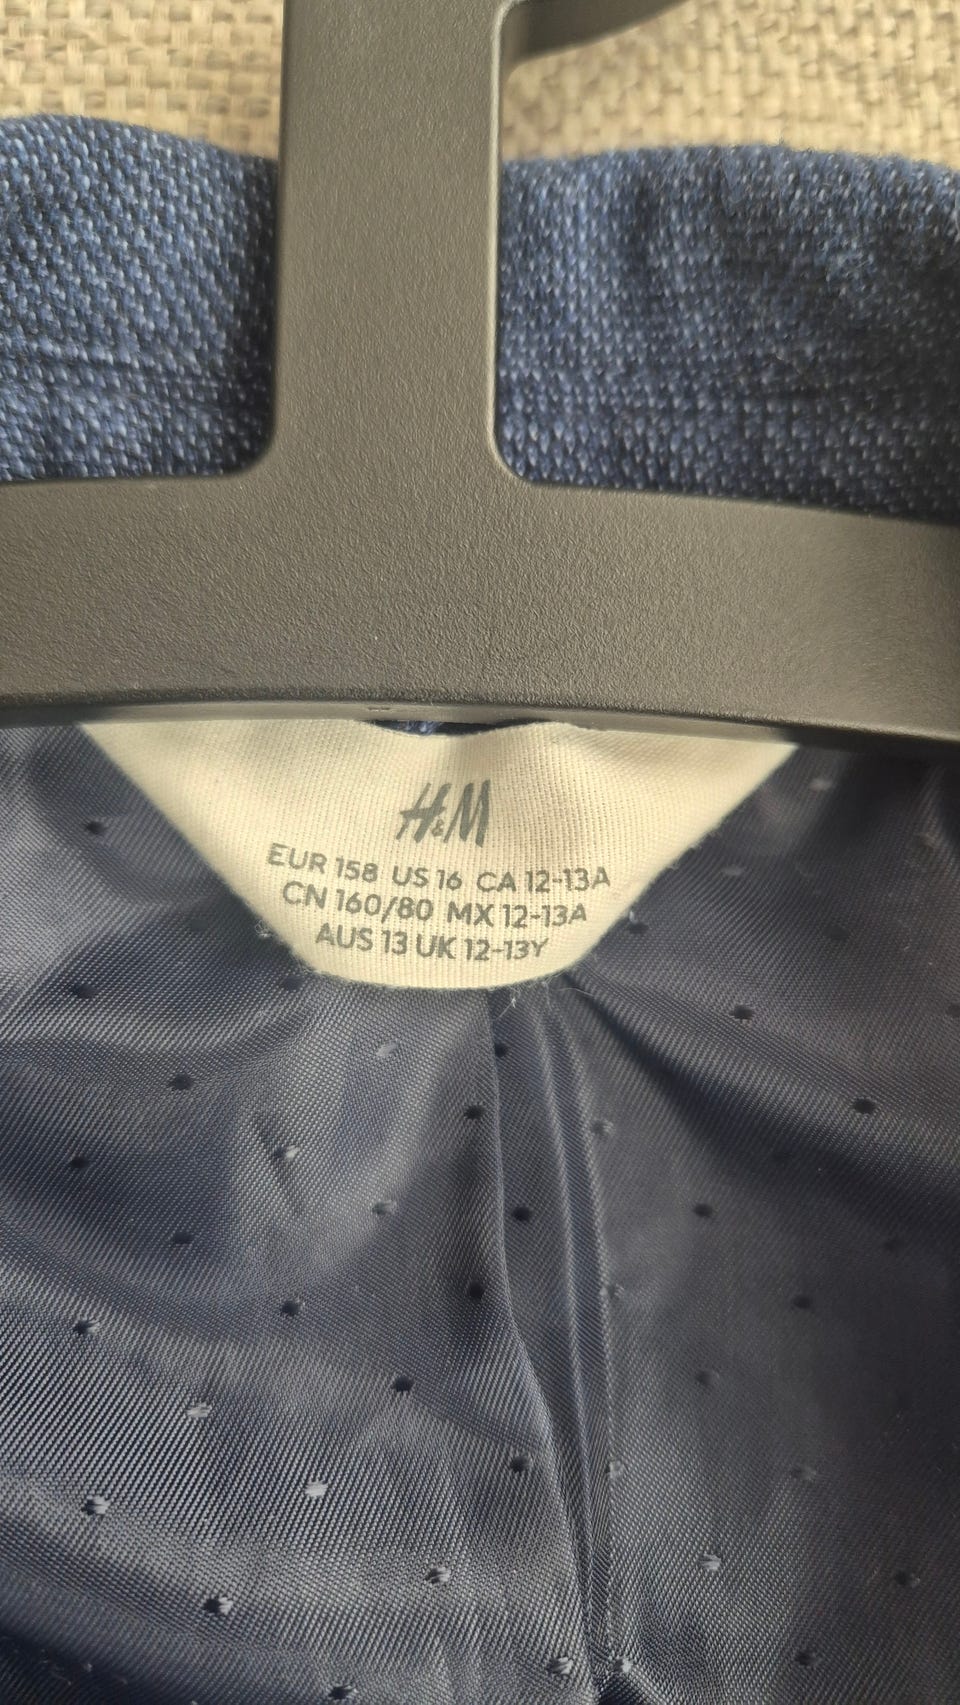 H&M
EUR 158 US 16 CA 12-13A
CN 160/80 MX 12-13A
AUS 13 UK 12-13Y